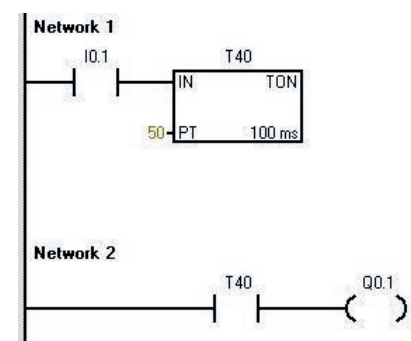 Network 1
I0.1 T40
IN TON
50 PT 100 ms
Network 2
T40 Q0.1